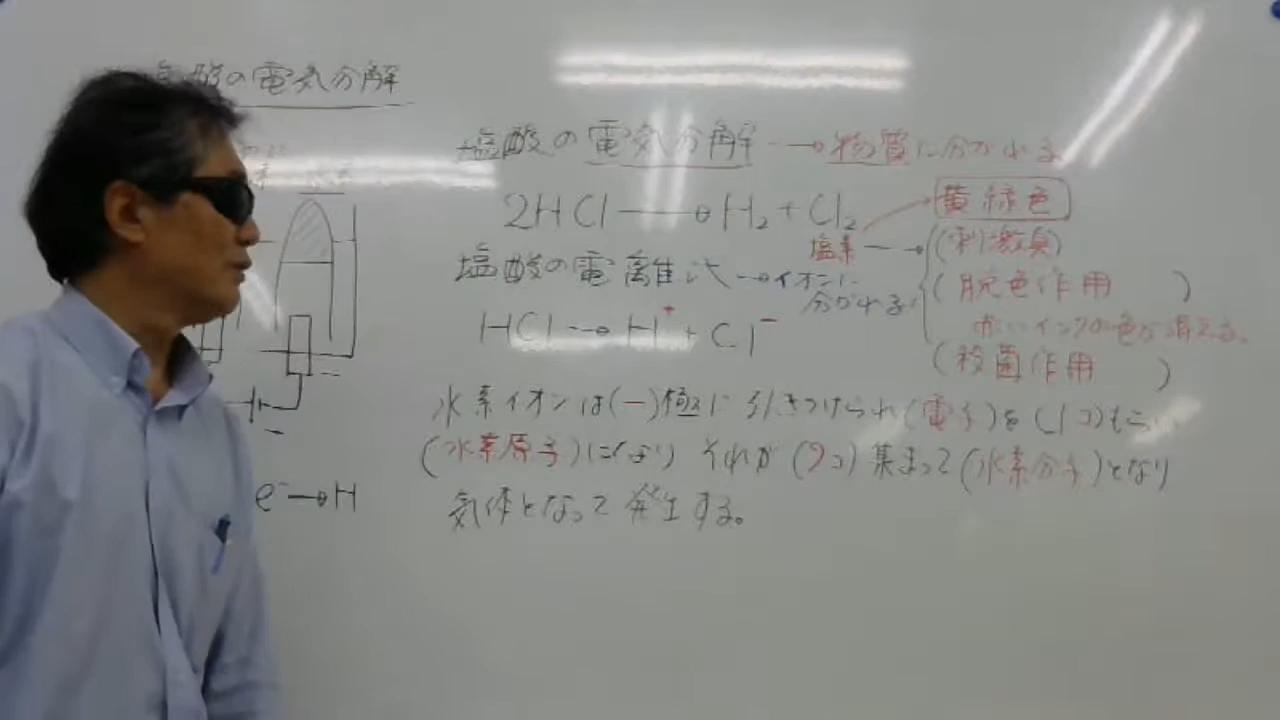 塩酸の電気分解
塩酸の電気分解→物質に分かれる
2HCl→H₂+Cl₂
黄緑色
塩素→(刺激臭)
塩酸の電離式→イオンに分かれる
(脱色作用 )
赤いインクの色が消える。
HCl→H⁺+Cl⁻
(殺菌作用 )
水素イオンは(一)極に引きつけられ(電子)を(1コ)もらい
(水素原子)になり それが(2コ)集まって(水素分子)となり
e⁻→H
気体となって発生する。